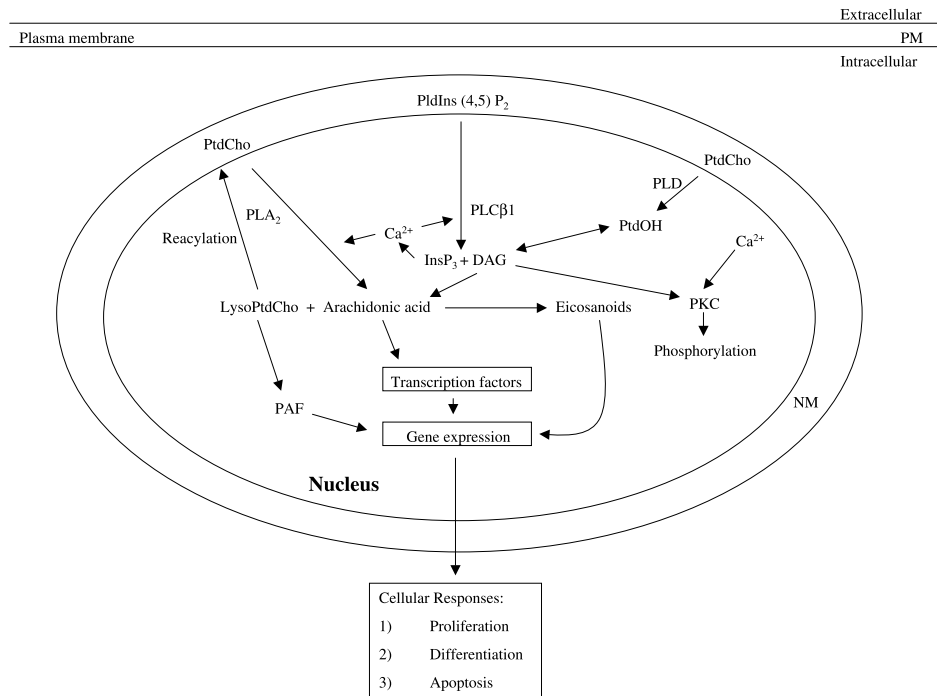 Extracellular
Plasma membrane PM
Intracellular
PldIns (4,5) P₂
PtdCho
PtdCho
PLD
PLA₂
PLCβ1
PtdOH
Reacylation
Ca²⁺
Ca²⁺
InsP₃ + DAG
LysoPtdCho + Arachidonic acid
Eicosanoids
PKC
Phosphorylation
Transcription factors
NM
PAF
Gene expression
Nucleus
Cellular Responses:
1) Proliferation
2) Differentiation
3) Apoptosis